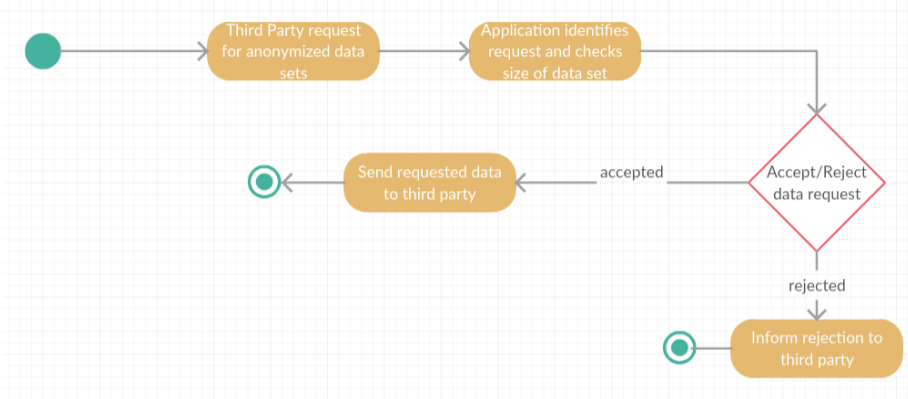 Third Party request
for anonymized data
sets
Application identifies
request and checks
size of data set
Accept/Reject
data request
accepted
Send requested data
to third party
rejected
Inform rejection to
third party